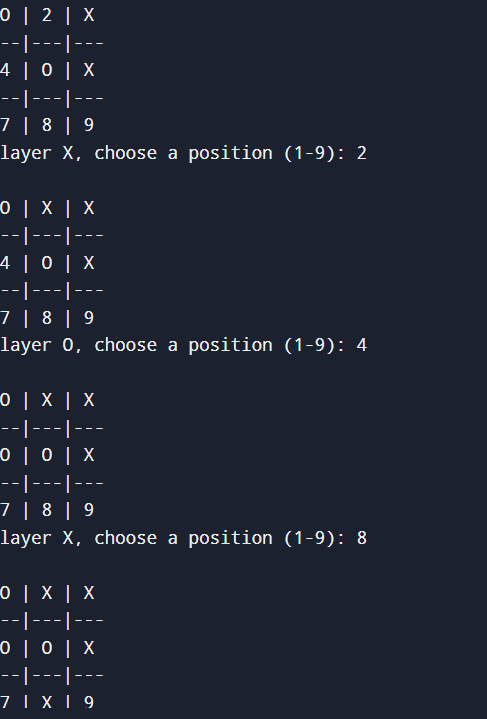 O | 2 | X
--|---|---
4 | O | X
--|---|---
7 | 8 | 9
layer X, choose a position (1-9): 2
O | X | X
--|---|---
4 | O | X
--|---|---
7 | 8 | 9
layer O, choose a position (1-9): 4
O | X | X
--|---|---
O | O | X
--|---|---
7 | 8 | 9
layer X, choose a position (1-9): 8
O | X | X
--|---|---
O | O | X
--|---|---
7 | X | 9